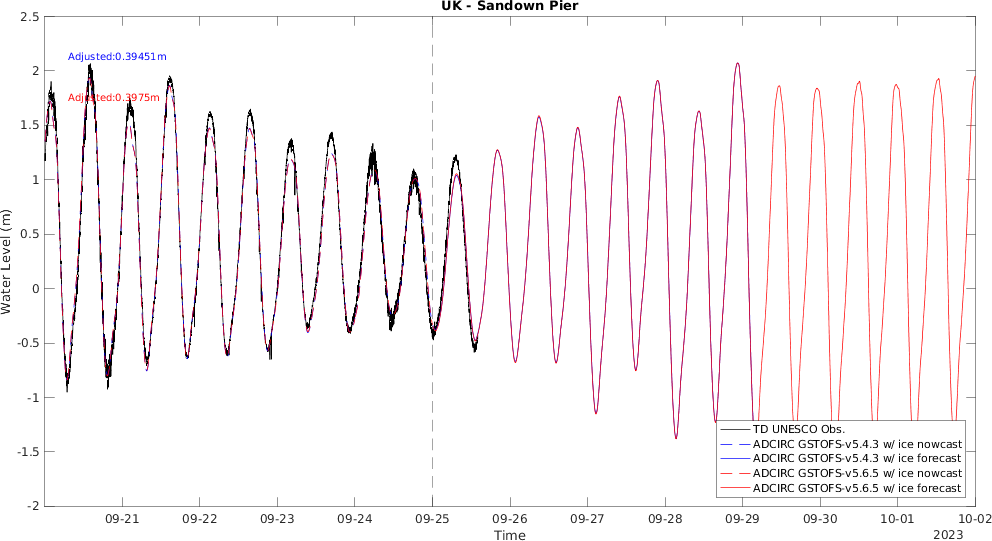 UK - Sandown Pier
2.5
2
1.5
1
0.5
0
-0.5
-1
-1.5
-2
Water Level (m)
Adjusted:0.39451m
Adjusted:0.3975m
TD UNESCO Obs.
ADCIRC GSTOFS-v5.4.3 w/ ice nowcast
ADCIRC GSTOFS-v5.4.3 w/ ice forecast
ADCIRC GSTOFS-v5.6.5 w/ ice nowcast
ADCIRC GSTOFS-v5.6.5 w/ ice forecast
09-21 09-22 09-23 09-24 09-25 09-26 09-27 09-28 09-29 09-30 10-01 10-02
Time
2023